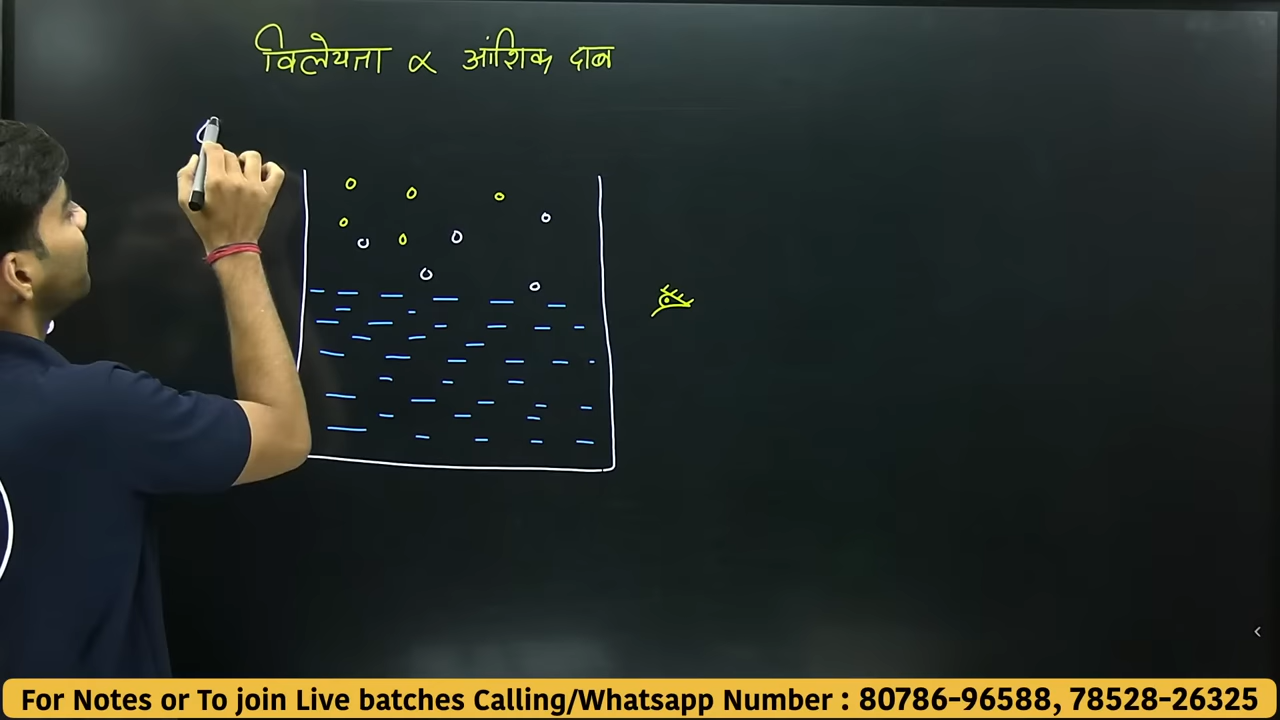 विलेयता ∝ आंशिक दाब
For Notes or To join Live batches Calling/Whatsapp Number : 80786-96588, 78528-26325